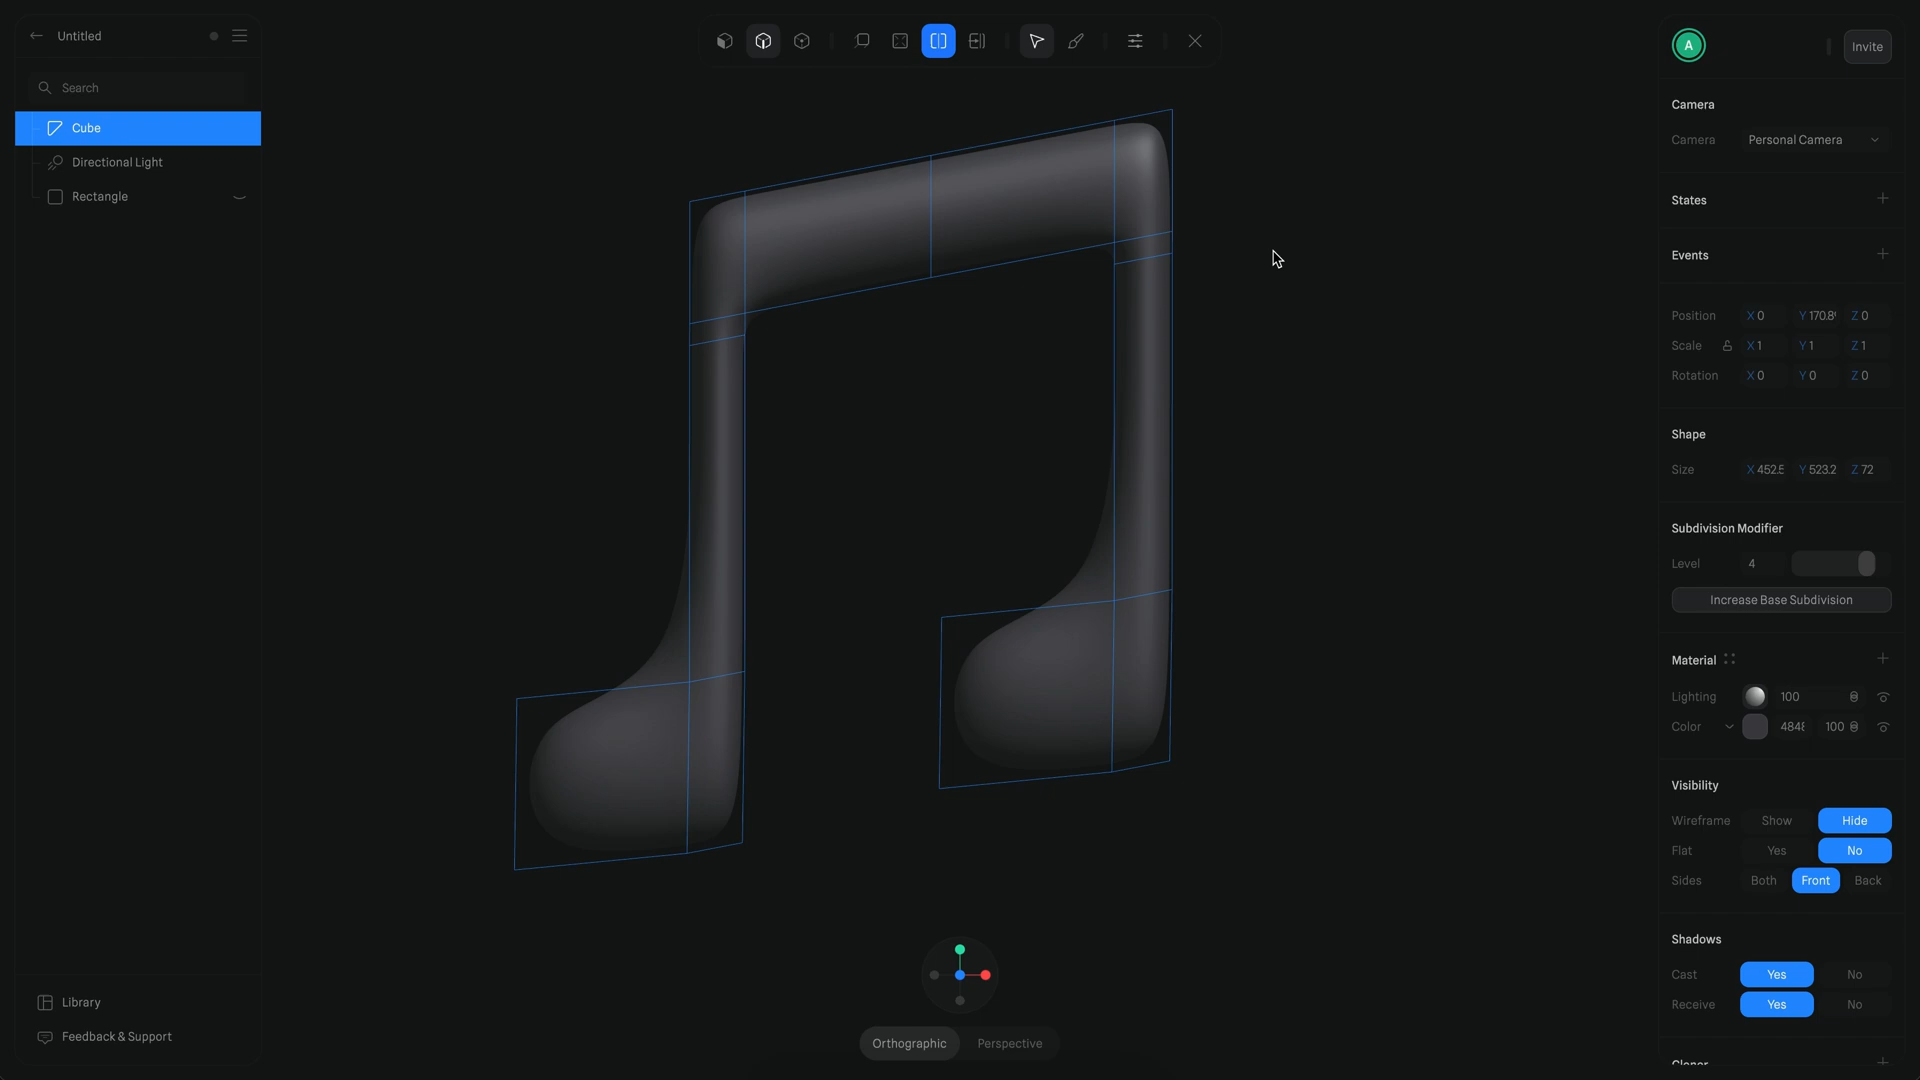 Untitled
Search
Cube
Directional Light
Rectangle
Library
Feedback & Support
Orthographic
Perspective
A
Invite
Camera
Camera Personal Camera
States
Events
Position X 0 Y 170.8 Z 0
Scale X 1 Y 1 Z 1
Rotation X 0 Y 0 Z 0
Shape
Size X 452.5 Y 523.2 Z 72
Subdivision Modifier
Level 4
Increase Base Subdivision
Material
Lighting 100
Color 484 100
Visibility
Wireframe Show Hide
Flat Yes No
Sides Both Front Back
Shadows
Cast Yes No
Receive Yes No